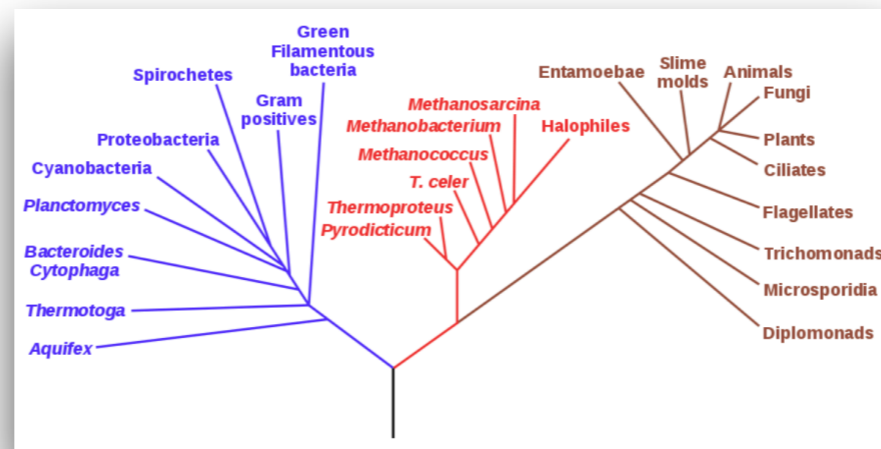 Green
Filamentous
bacteria
Spirochetes
Gram
positives
Proteobacteria
Cyanobacteria
Planctomyces
Bacteroides
Cytophaga
Thermotoga
Aquifex
Methanosarcina
Methanobacterium
Halophiles
Methanococcus
T. celer
Thermoproteus
Pyrodicticum
Entamoebae
Slime
molds
Animals
Fungi
Plants
Ciliates
Flagellates
Trichomonads
Microsporidia
Diplomonads